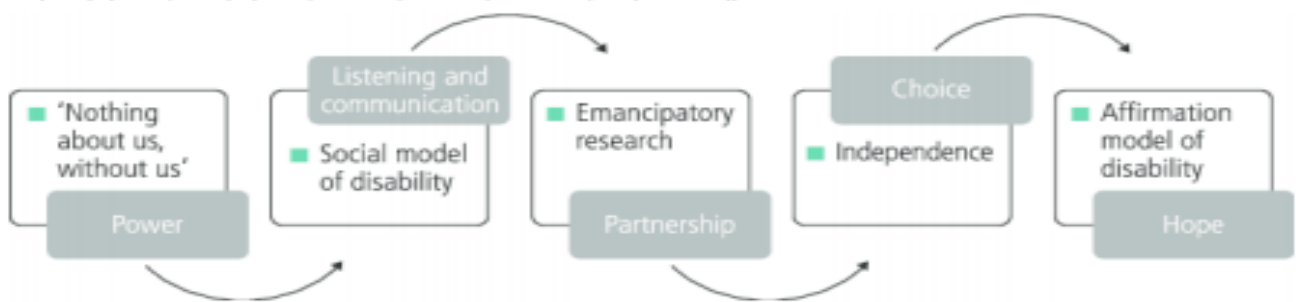 'Nothing
about us,
without us'
Power
Listening and
communication
Social model
of disability
Emancipatory
research
Partnership
Choice
Independence
Affirmation
model of
disability
Hope